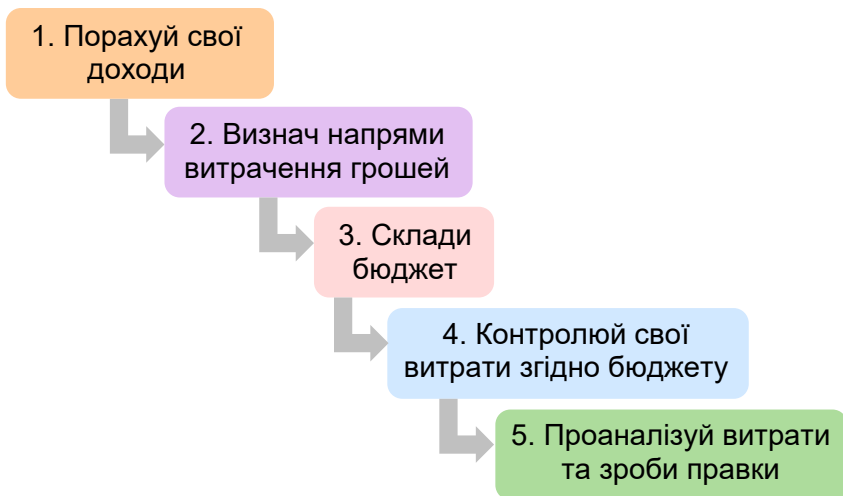 1. Порахуй свої
доходи
2. Визнач напрями
витрачення грошей
3. Склади
бюджет
4. Контролюй свої
витрати згідно бюджету
5. Проаналізуй витрати
та зроби правки